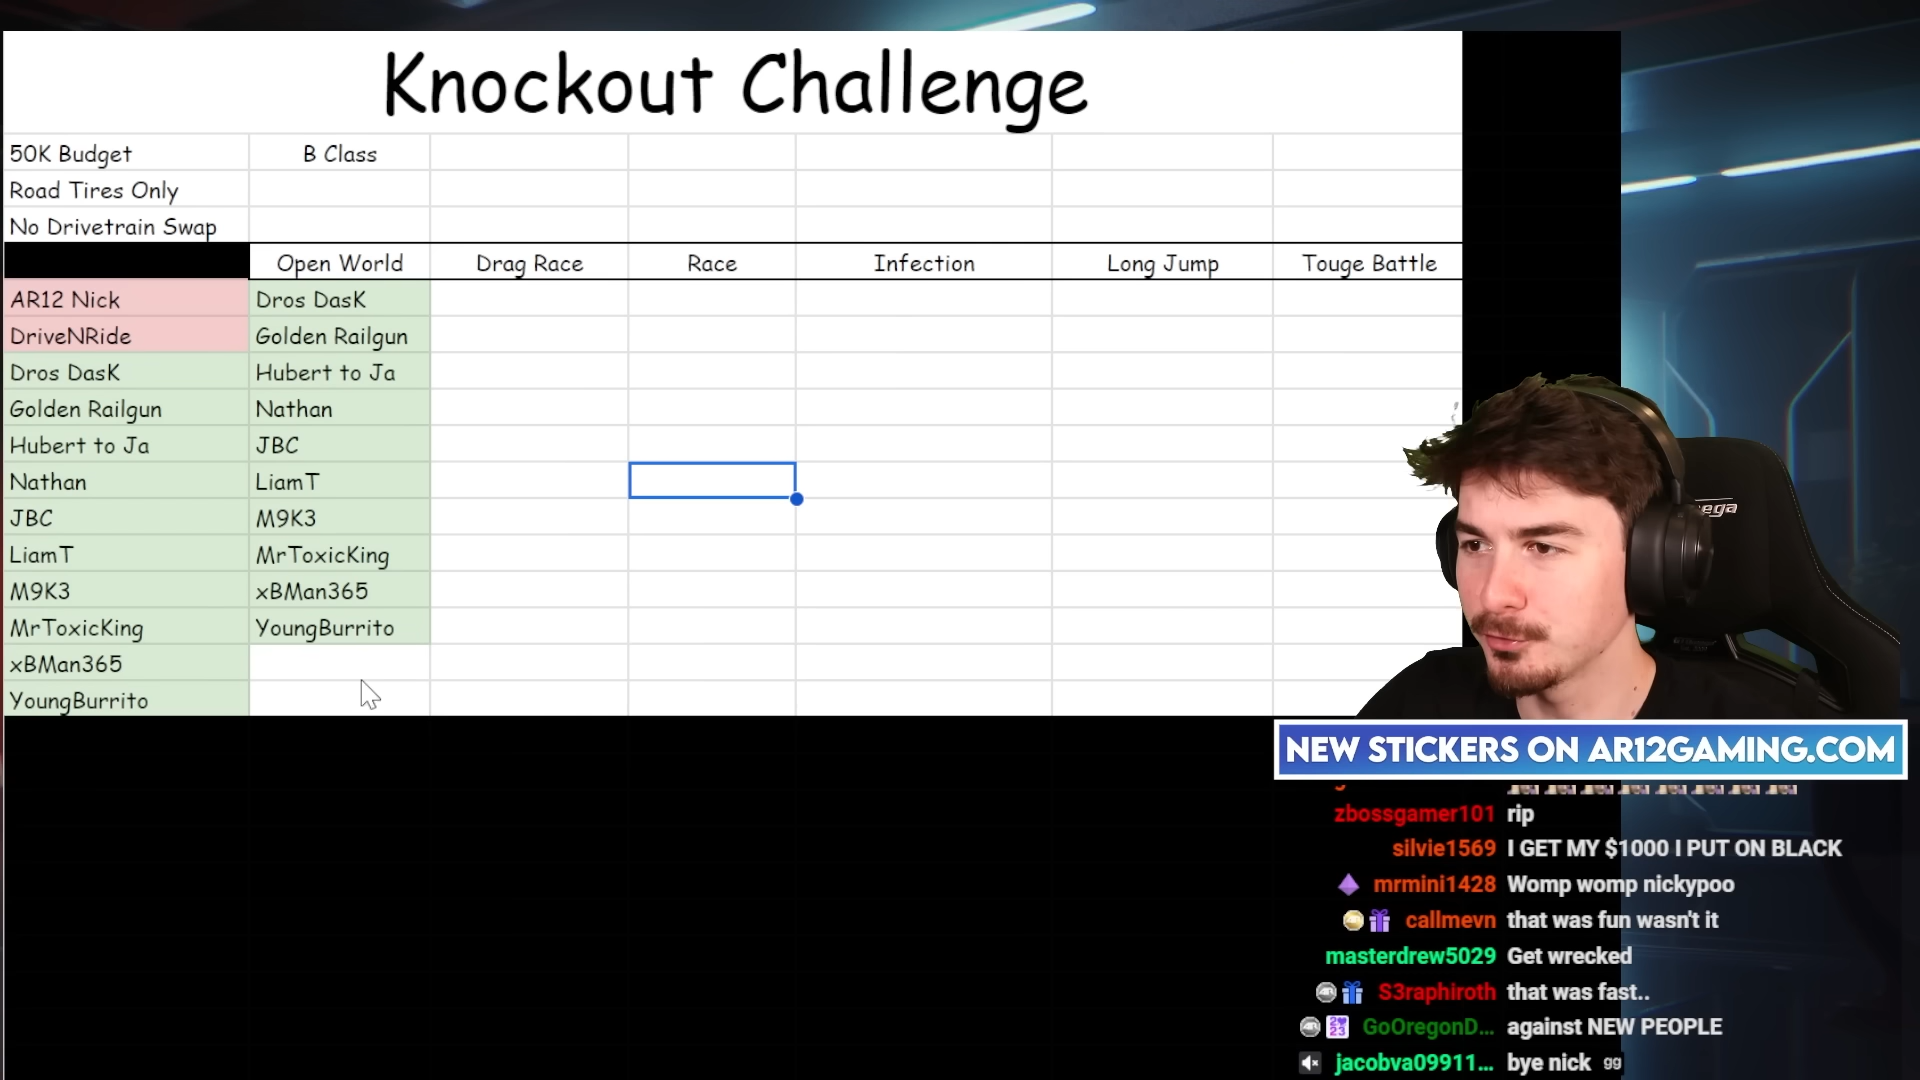 Knockout Challenge
50K Budget B Class
Road Tires Only
No Drivetrain Swap
Open World Drag Race Race Infection Long Jump Touge Battle
AR12 Nick Dros DasK
DriveNRide Golden Railgun
Dros DasK Hubert to Ja
Golden Railgun Nathan
Hubert to Ja JBC
Nathan LiamT
JBC M9K3
LiamT MrToxicKing
M9K3 xBMan365
MrToxicKing YoungBurrito
xBMan365
YoungBurrito
ega
NEW STICKERS ON AR12GAMING.COM
zbossgamer101 rip
silvie1569 I GET MY $1000 I PUT ON BLACK
mrmini1428 Womp womp nickypoo
callmevn that was fun wasn't it
masterdrew5029 Get wrecked
S3raphiroth that was fast..
GoOregonD... against NEW PEOPLE
jacobva09911... bye nick gg